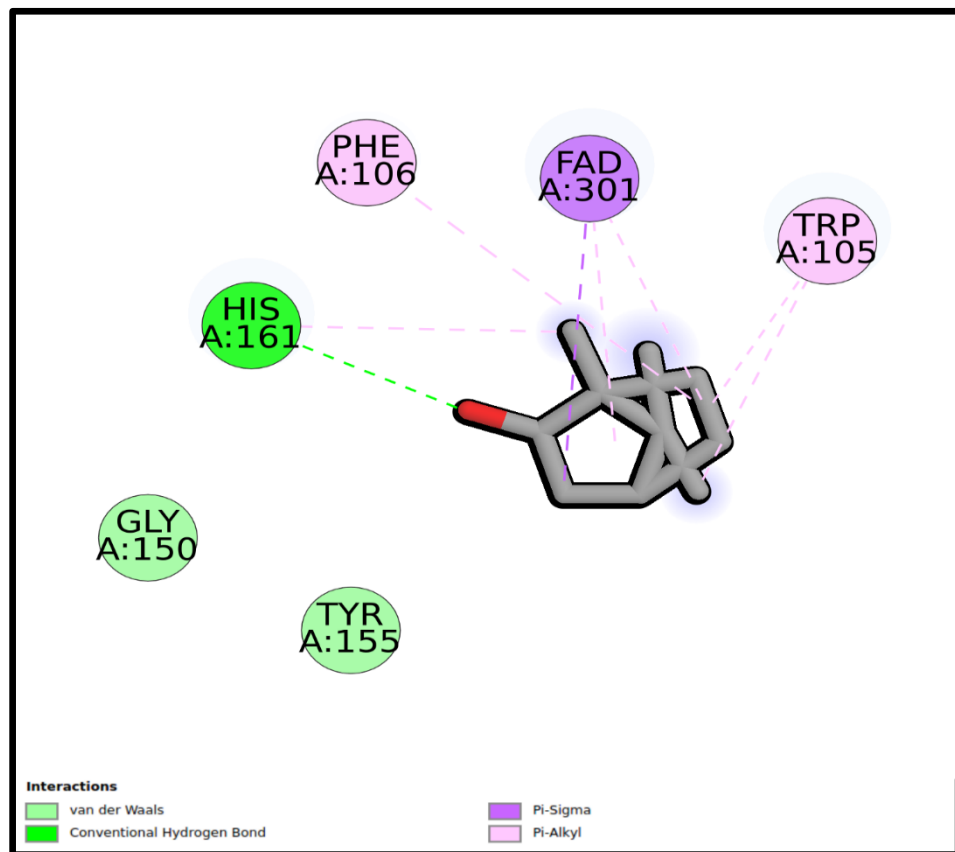 PHE
A:106
FAD
A:301
TRP
A:105
HIS
A:161
GLY
A:150
TYR
A:155
Interactions
van der Waals
Conventional Hydrogen Bond
Pi-Sigma
Pi-Alkyl